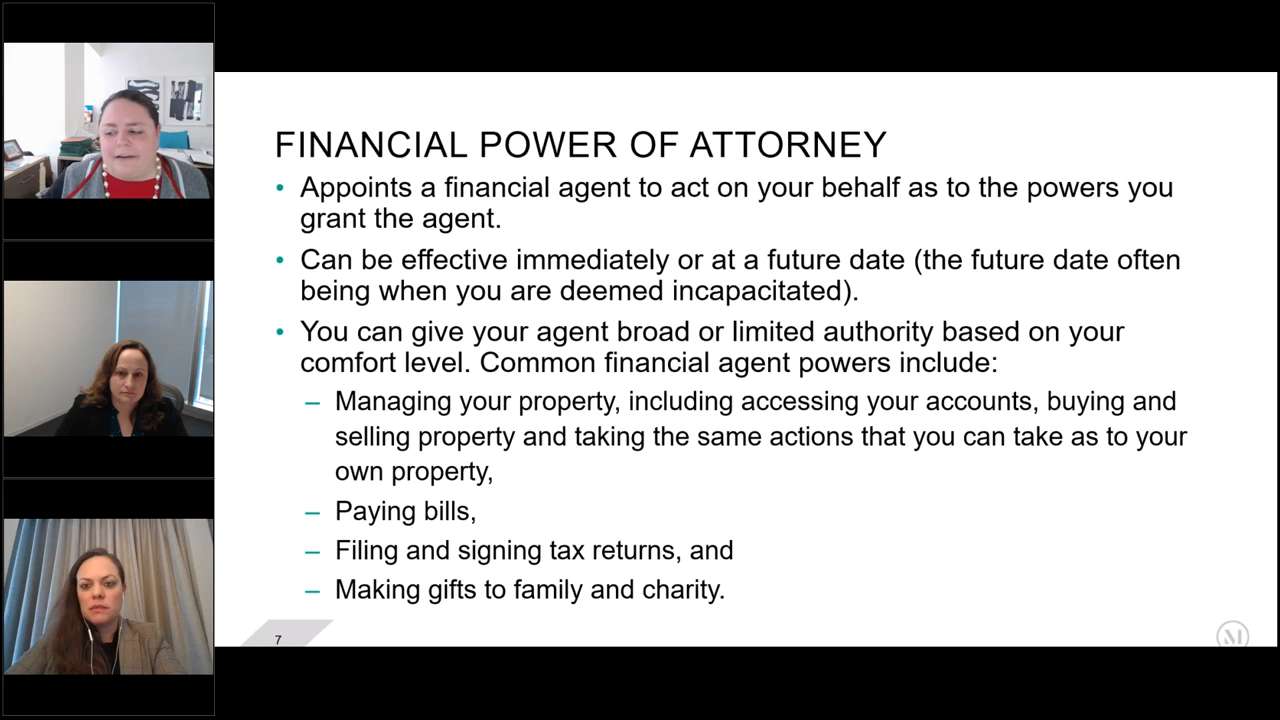 FINANCIAL POWER OF ATTORNEY
• Appoints a financial agent to act on your behalf as to the powers you
grant the agent.
• Can be effective immediately or at a future date (the future date often
being when you are deemed incapacitated).
• You can give your agent broad or limited authority based on your
comfort level. Common financial agent powers include:
– Managing your property, including accessing your accounts, buying and
selling property and taking the same actions that you can take as to your
own property,
– Paying bills,
– Filing and signing tax returns, and
– Making gifts to family and charity.
7
M